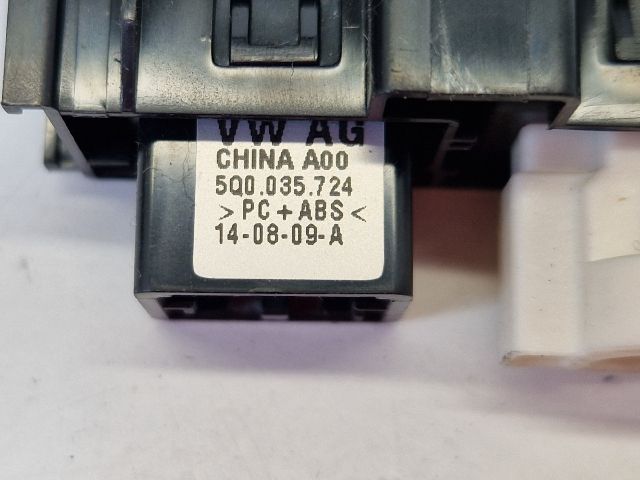 VW AG
CHINA A00
5Q0.035.724
>PC+ABS<
14-08-09-A